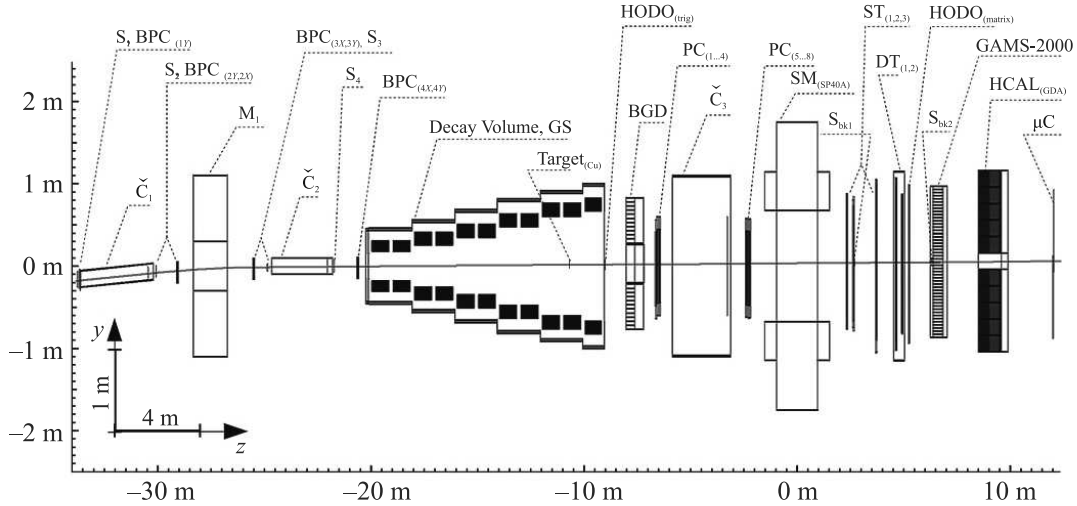 HODO(trig)
ST(1,2,3)
HODO(matrix)
S, BPC (1Y)
BPC(3X,3Y), S3
PC(1...4)
PC(5...8)
GAMS-2000
S, BPC (2Y,2X)
S4
BPC(4X,4Y)
SM(SP40A)
DT(1,2)
HCAL(GDA)
2 m
M1
Decay Volume, GS
BGD
Č3
Sbk1
Sbk2
μC
Target(Cu)
1 m
Č1
Č2
0 m
−1 m
y
1 m
4 m
−2 m
z
−30 m
−20 m
−10 m
0 m
10 m